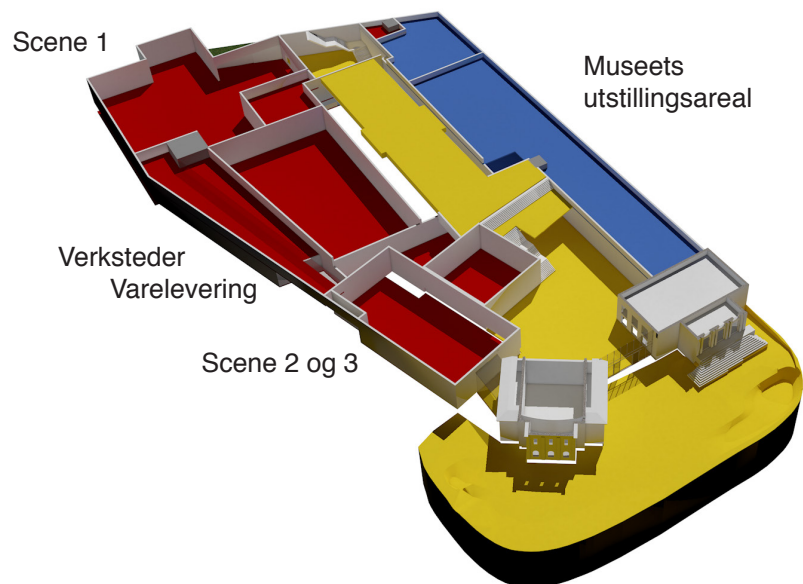 Scene 1
Museets
utstillingsareal
Verksteder
Varelevering
Scene 2 og 3